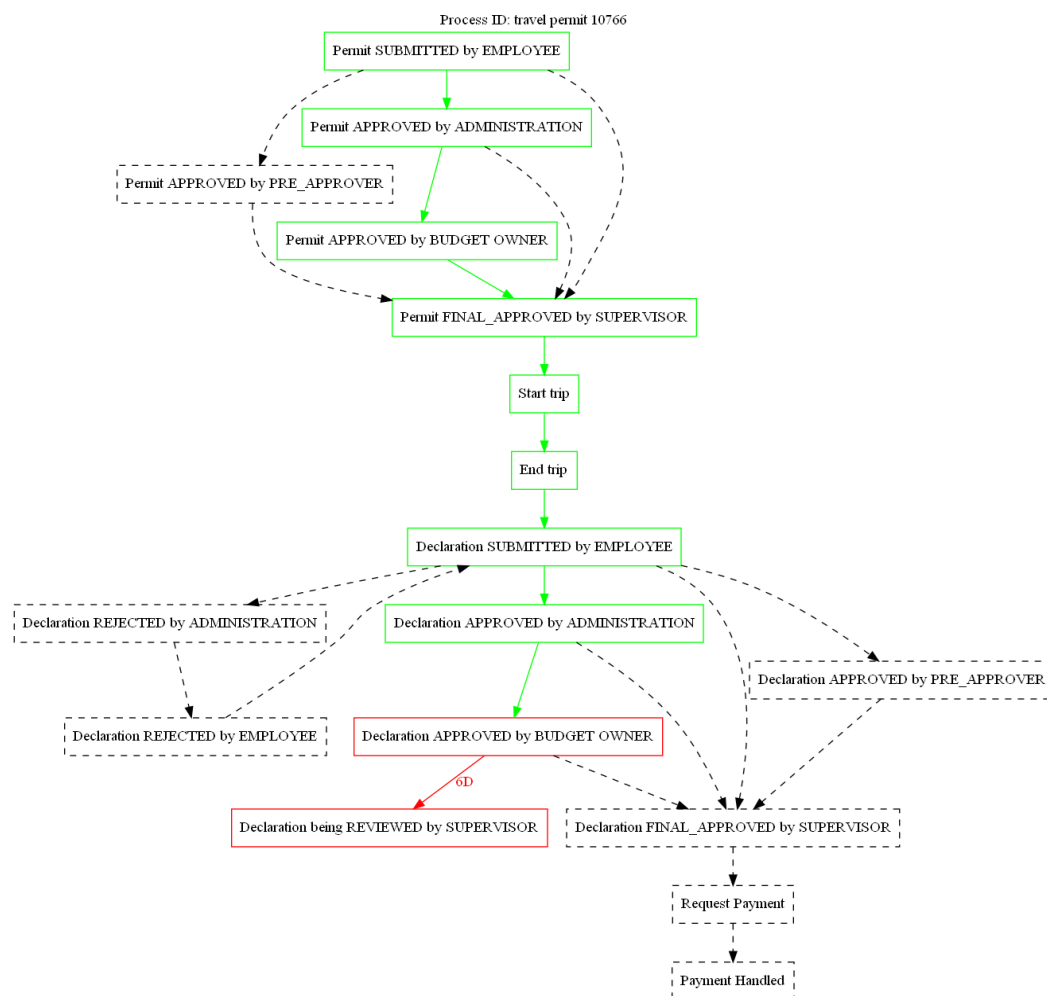 Process ID: travel permit 10766
Permit SUBMITTED by EMPLOYEE
Permit APPROVED by ADMINISTRATION
Permit APPROVED by PRE_APPROVER
Permit APPROVED by BUDGET OWNER
Permit FINAL_APPROVED by SUPERVISOR
Start trip
End trip
Declaration SUBMITTED by EMPLOYEE
Declaration REJECTED by ADMINISTRATION
Declaration APPROVED by ADMINISTRATION
Declaration APPROVED by PRE_APPROVER
Declaration REJECTED by EMPLOYEE
Declaration APPROVED by BUDGET OWNER
6D
Declaration being REVIEWED by SUPERVISOR
Declaration FINAL_APPROVED by SUPERVISOR
Request Payment
Payment Handled